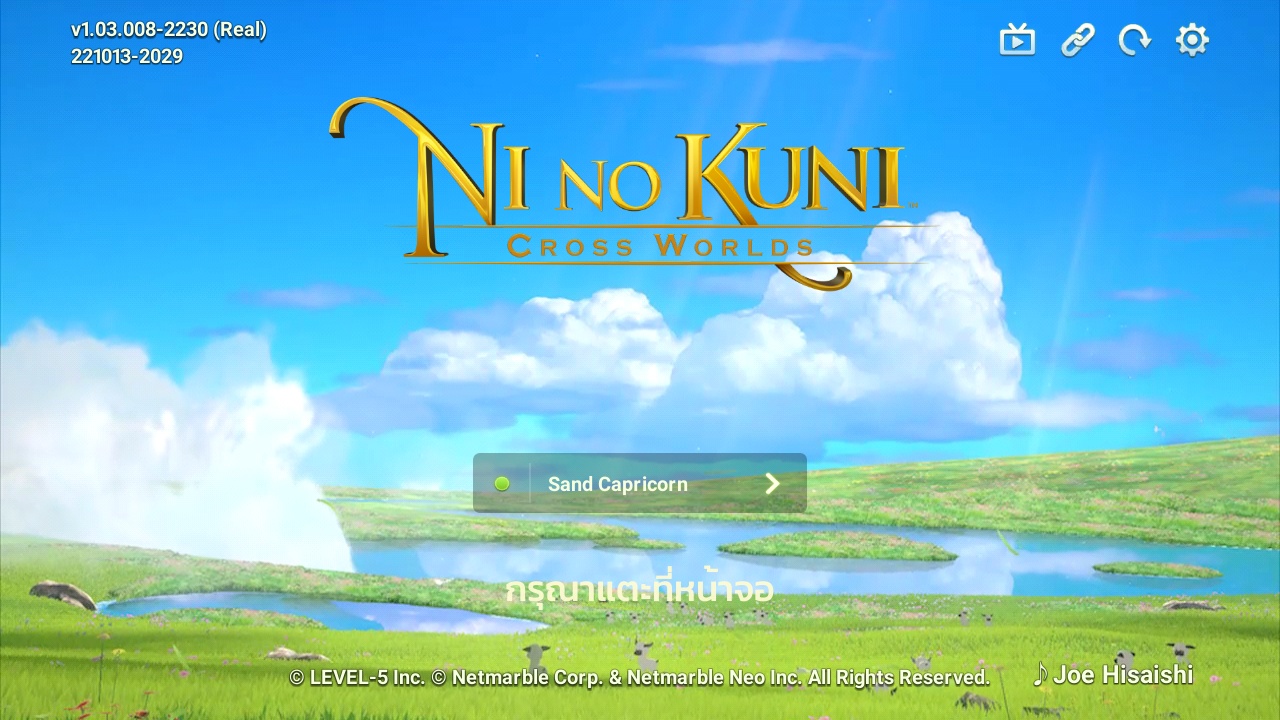 v1.03.008-2230 (Real)
221013-2029
NI NO KUNI
CROSS WORLDS
Sand Capricorn
กรุณาแตะที่หน้าจอ
© LEVEL-5 Inc. © Netmarble Corp. & Netmarble Neo Inc. All Rights Reserved.
♪ Joe Hisaishi